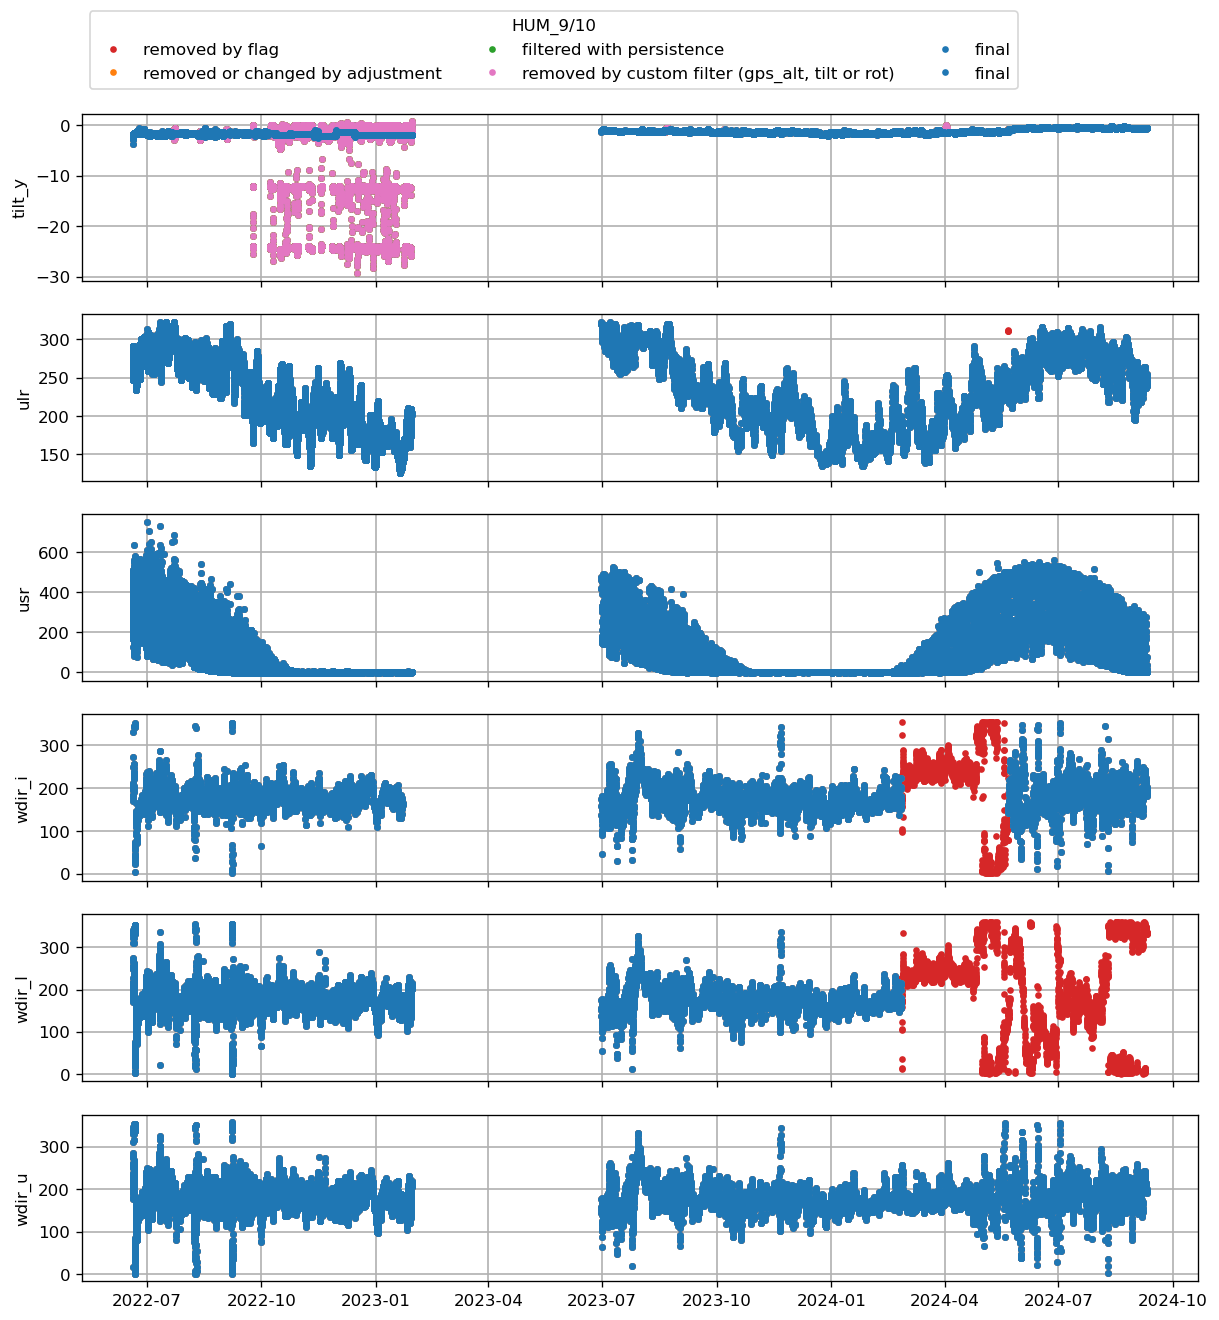 HUM_9/10
removed by flag
filtered with persistence
final
removed or changed by adjustment
removed by custom filter (gps_alt, tilt or rot)
final
tilt_y
0
−10
−20
−30
ulr
300
250
200
150
usr
600
400
200
0
wdir_i
300
200
100
0
wdir_l
300
200
100
0
wdir_u
300
200
100
0
2022-07
2022-10
2023-01
2023-04
2023-07
2023-10
2024-01
2024-04
2024-07
2024-10